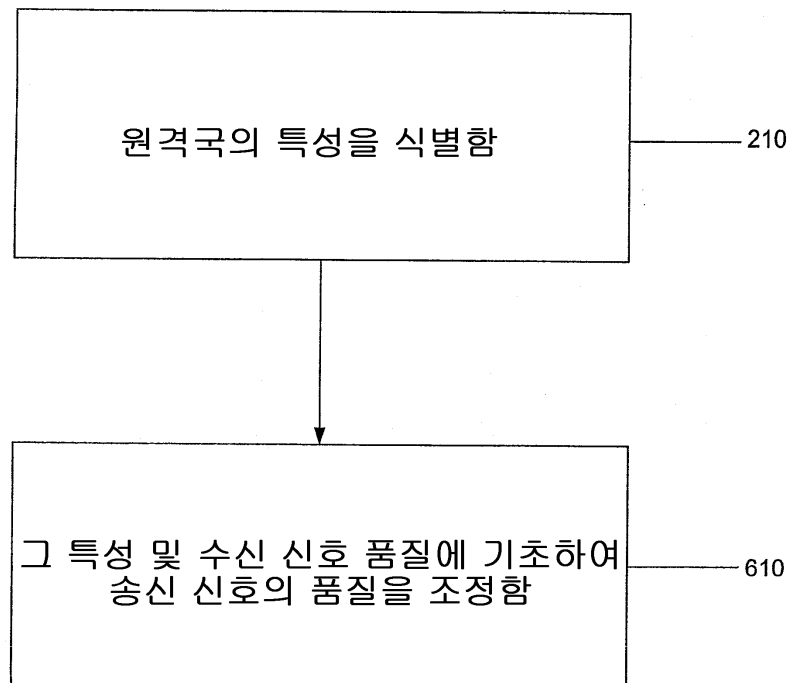 원격국의 특성을 식별함
210
그 특성 및 수신 신호 품질에 기초하여
송신 신호의 품질을 조정함
610